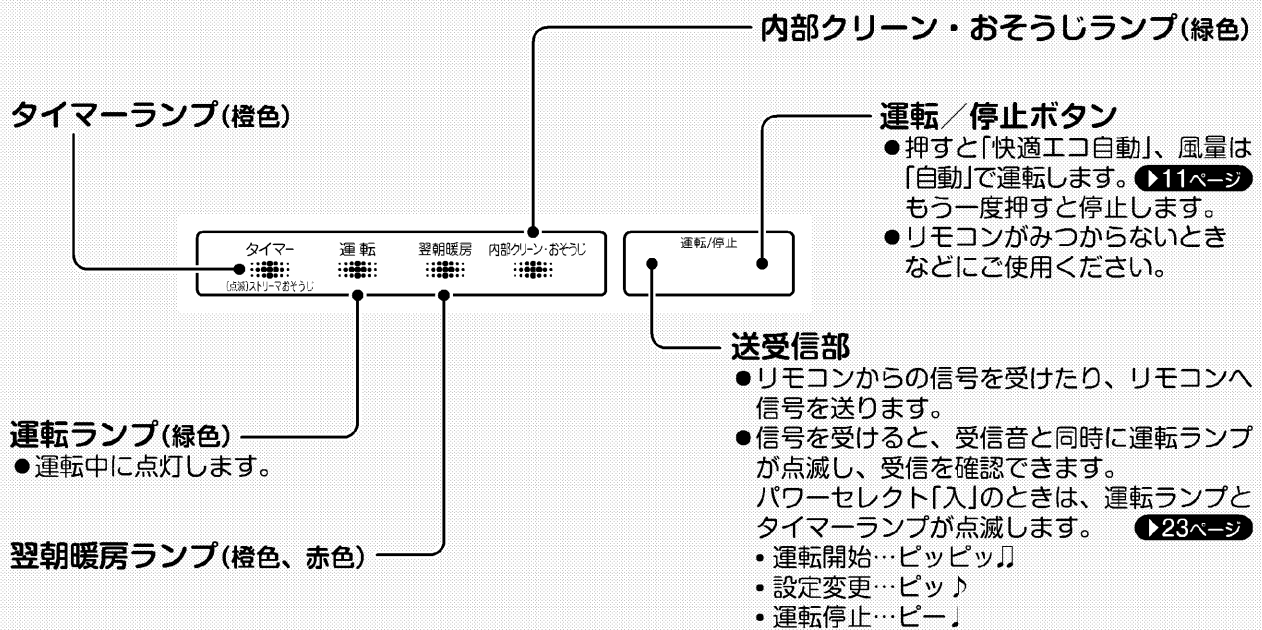 内部クリーン・おそうじランプ(緑色)
タイマーランプ(橙色)
運転／停止ボタン
●押すと「快適エコ自動」、風量は
「自動」で運転します。▶11ページ
もう一度押すと停止します。
●リモコンがみつからないとき
などにご使用ください。
タイマー 運転 翌朝暖房 内部クリーン・おそうじ
(点滅)ストリーマおそうじ
運転/停止
送受信部
●リモコンからの信号を受けたり、リモコンへ
信号を送ります。
●信号を受けると、受信音と同時に運転ランプ
が点滅し、受信を確認できます。
パワーセレクト「入」のときは、運転ランプと
タイマーランプが点滅します。 ▶23ページ
・運転開始…ピッピッ♫
・設定変更…ピッ♪
・運転停止…ピー♩
運転ランプ(緑色)
●運転中に点灯します。
翌朝暖房ランプ(橙色、赤色)